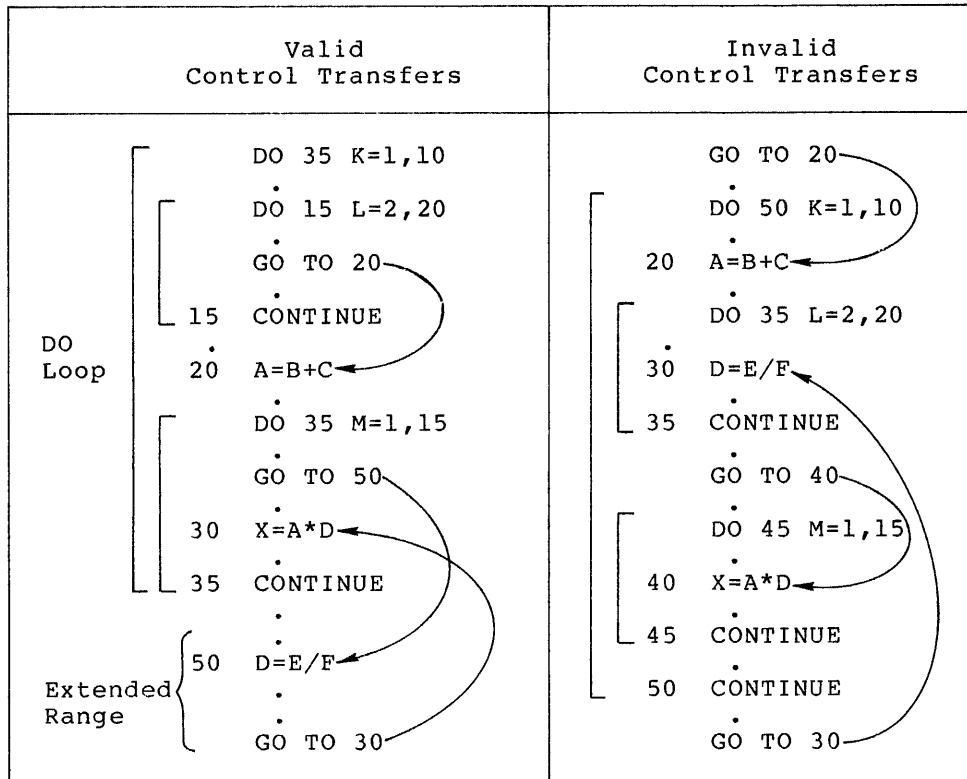 Valid
Control Transfers
DO 35 K=1,10
DO 15 L=2,20
GO TO 20
15 CONTINUE
DO
Loop
20 A=B+C
DO 35 M=1,15
GO TO 50
30 X=A*D
35 CONTINUE
50 D=E/F
Extended
Range
GO TO 30
Invalid
Control Transfers
GO TO 20
DO 50 K=1,10
20 A=B+C
DO 35 L=2,20
30 D=E/F
35 CONTINUE
GO TO 40
DO 45 M=1,15
40 X=A*D
45 CONTINUE
50 CONTINUE
GO TO 30